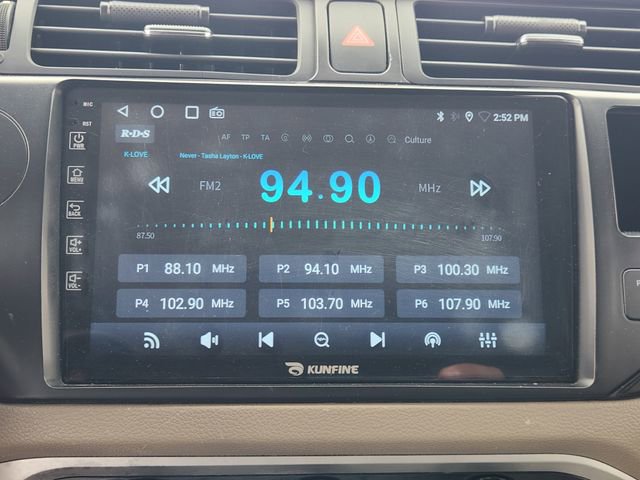 MIC
2:52 PM
RST
R•D•S
AF TP TA Culture
PWR
K-LOVE
Never - Tasha Layton - K-LOVE
MENU
FM2 94.90 MHz
BACK
87.50 107.90
VOL+
P1 88.10 MHz P2 94.10 MHz P3 100.30 MHz
VOL-
P4 102.90 MHz P5 103.70 MHz P6 107.90 MHz
KUNFINE